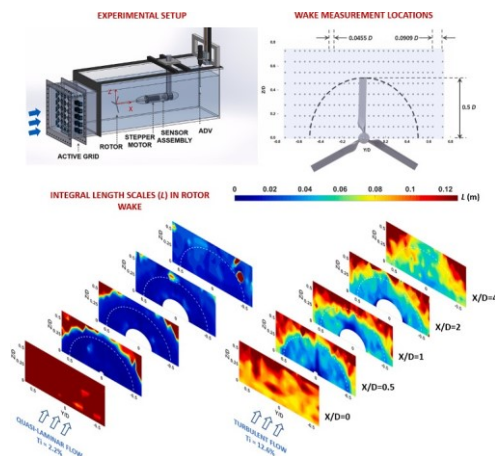 EXPERIMENTAL SETUP
WAKE MEASUREMENT LOCATIONS
0.0455 D
0.0909 D
0.5 D
Z/D
Y/D
ROTOR
STEPPER
MOTOR
SENSOR
ASSEMBLY
ADV
ACTIVE GRID
INTEGRAL LENGTH SCALES (L) IN ROTOR
WAKE
0 0.02 0.04 0.06 0.08 0.1 0.12 L (m)
X/D=4
X/D=2
X/D=1
X/D=0.5
X/D=0
Y/D
Y/D
QUASI-LAMINAR FLOW
Ti = 2.2%
TURBULENT FLOW
Ti = 12.6%